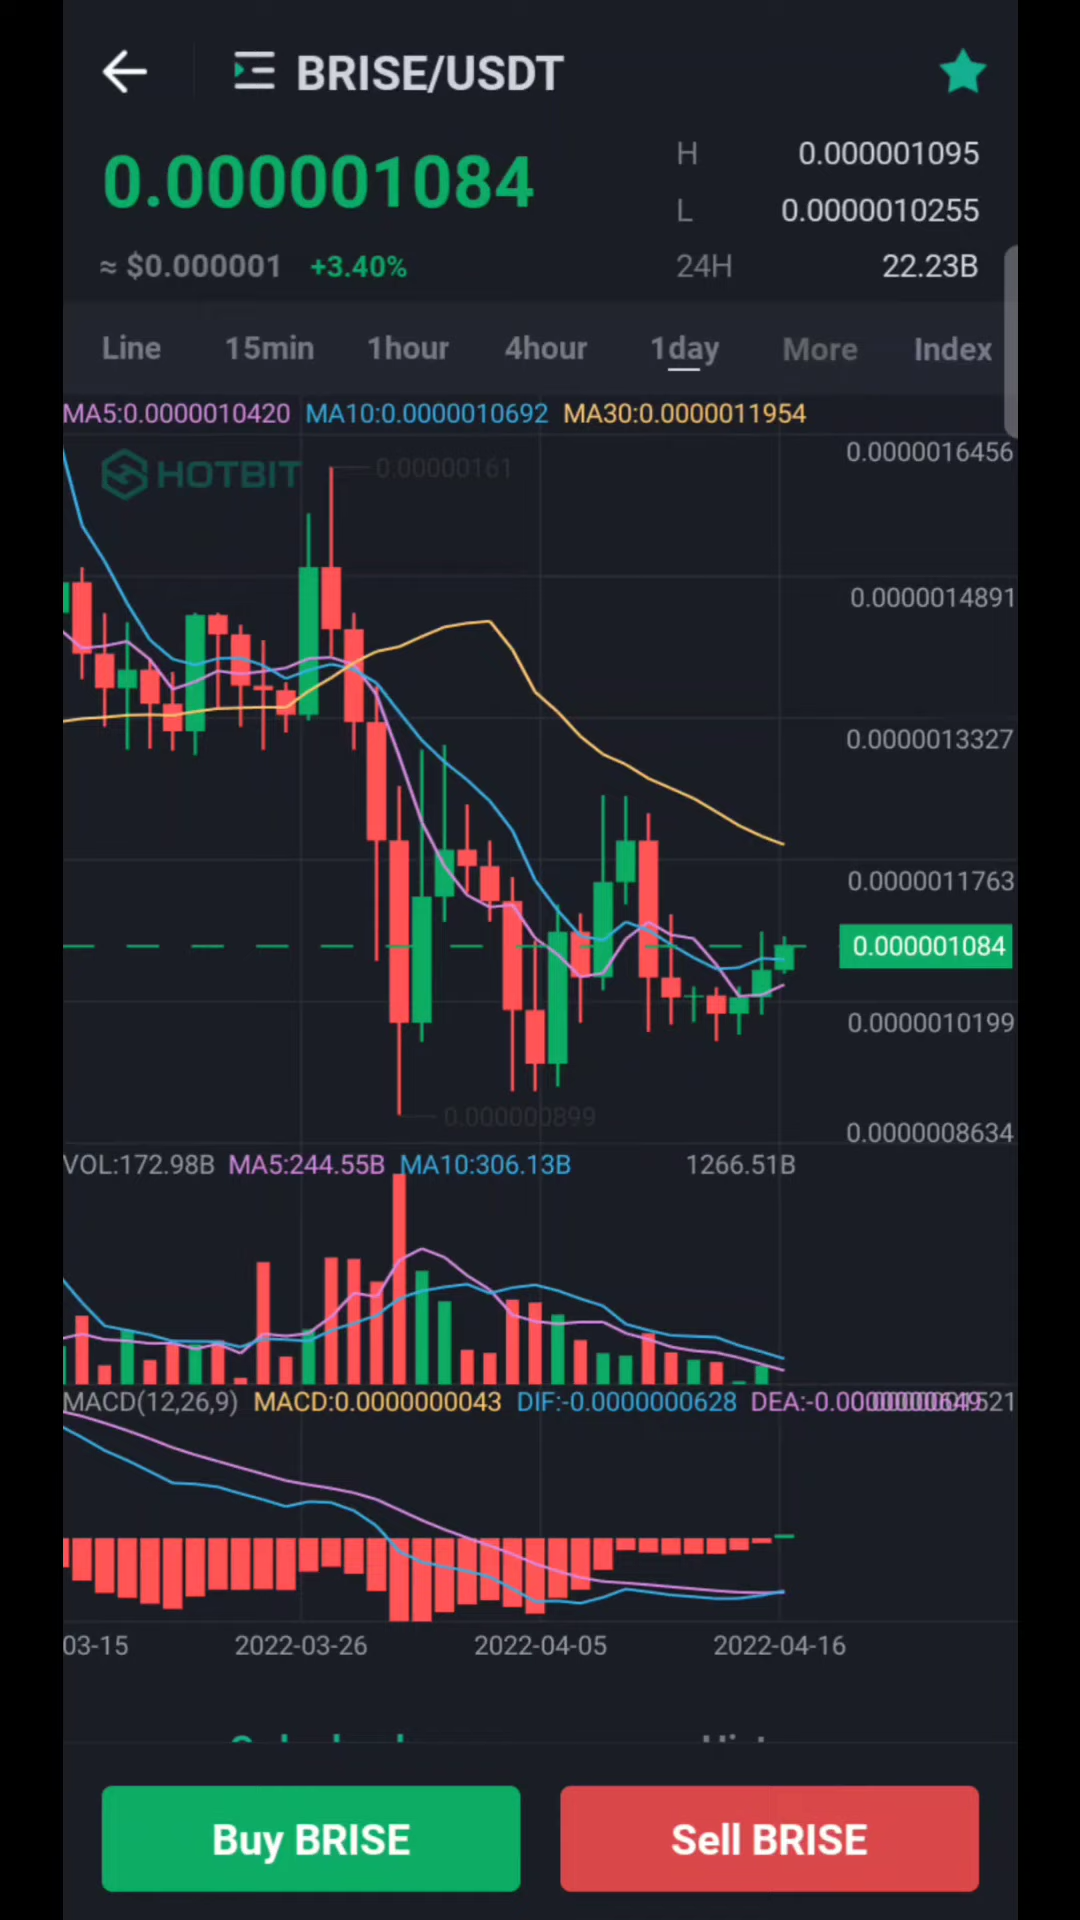 BRISE/USDT
0.000001084
H 0.000001095
L 0.0000010255
≈ $0.000001 +3.40%
24H 22.23B
Line 15min 1hour 4hour 1day More Index
MA5:0.0000010420 MA10:0.0000010692 MA30:0.0000011954
0.0000016456
HOTBIT
0.00000161
0.0000014891
0.0000013327
0.0000011763
0.000001084
0.0000010199
0.000000899
0.0000008634
VOL:172.98B MA5:244.55B MA10:306.13B 1266.51B
MACD(12,26,9) MACD:0.0000000043 DIF:-0.0000000628 DEA:
03-15 2022-03-26 2022-04-05 2022-04-16
Buy BRISE Sell BRISE